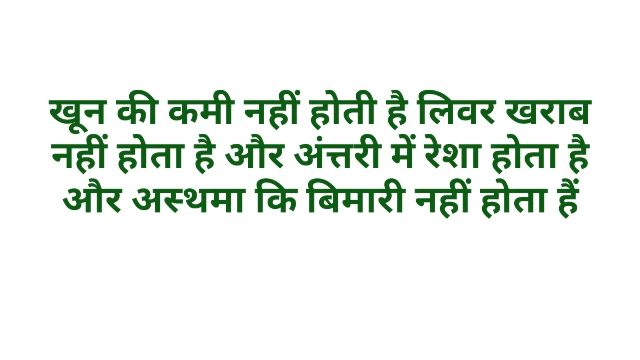 खून की कमी नहीं होती है लिवर खराब
नहीं होता है और अंत्तरी में रेशा होता है
और अस्थमा कि बिमारी नहीं होता हैं